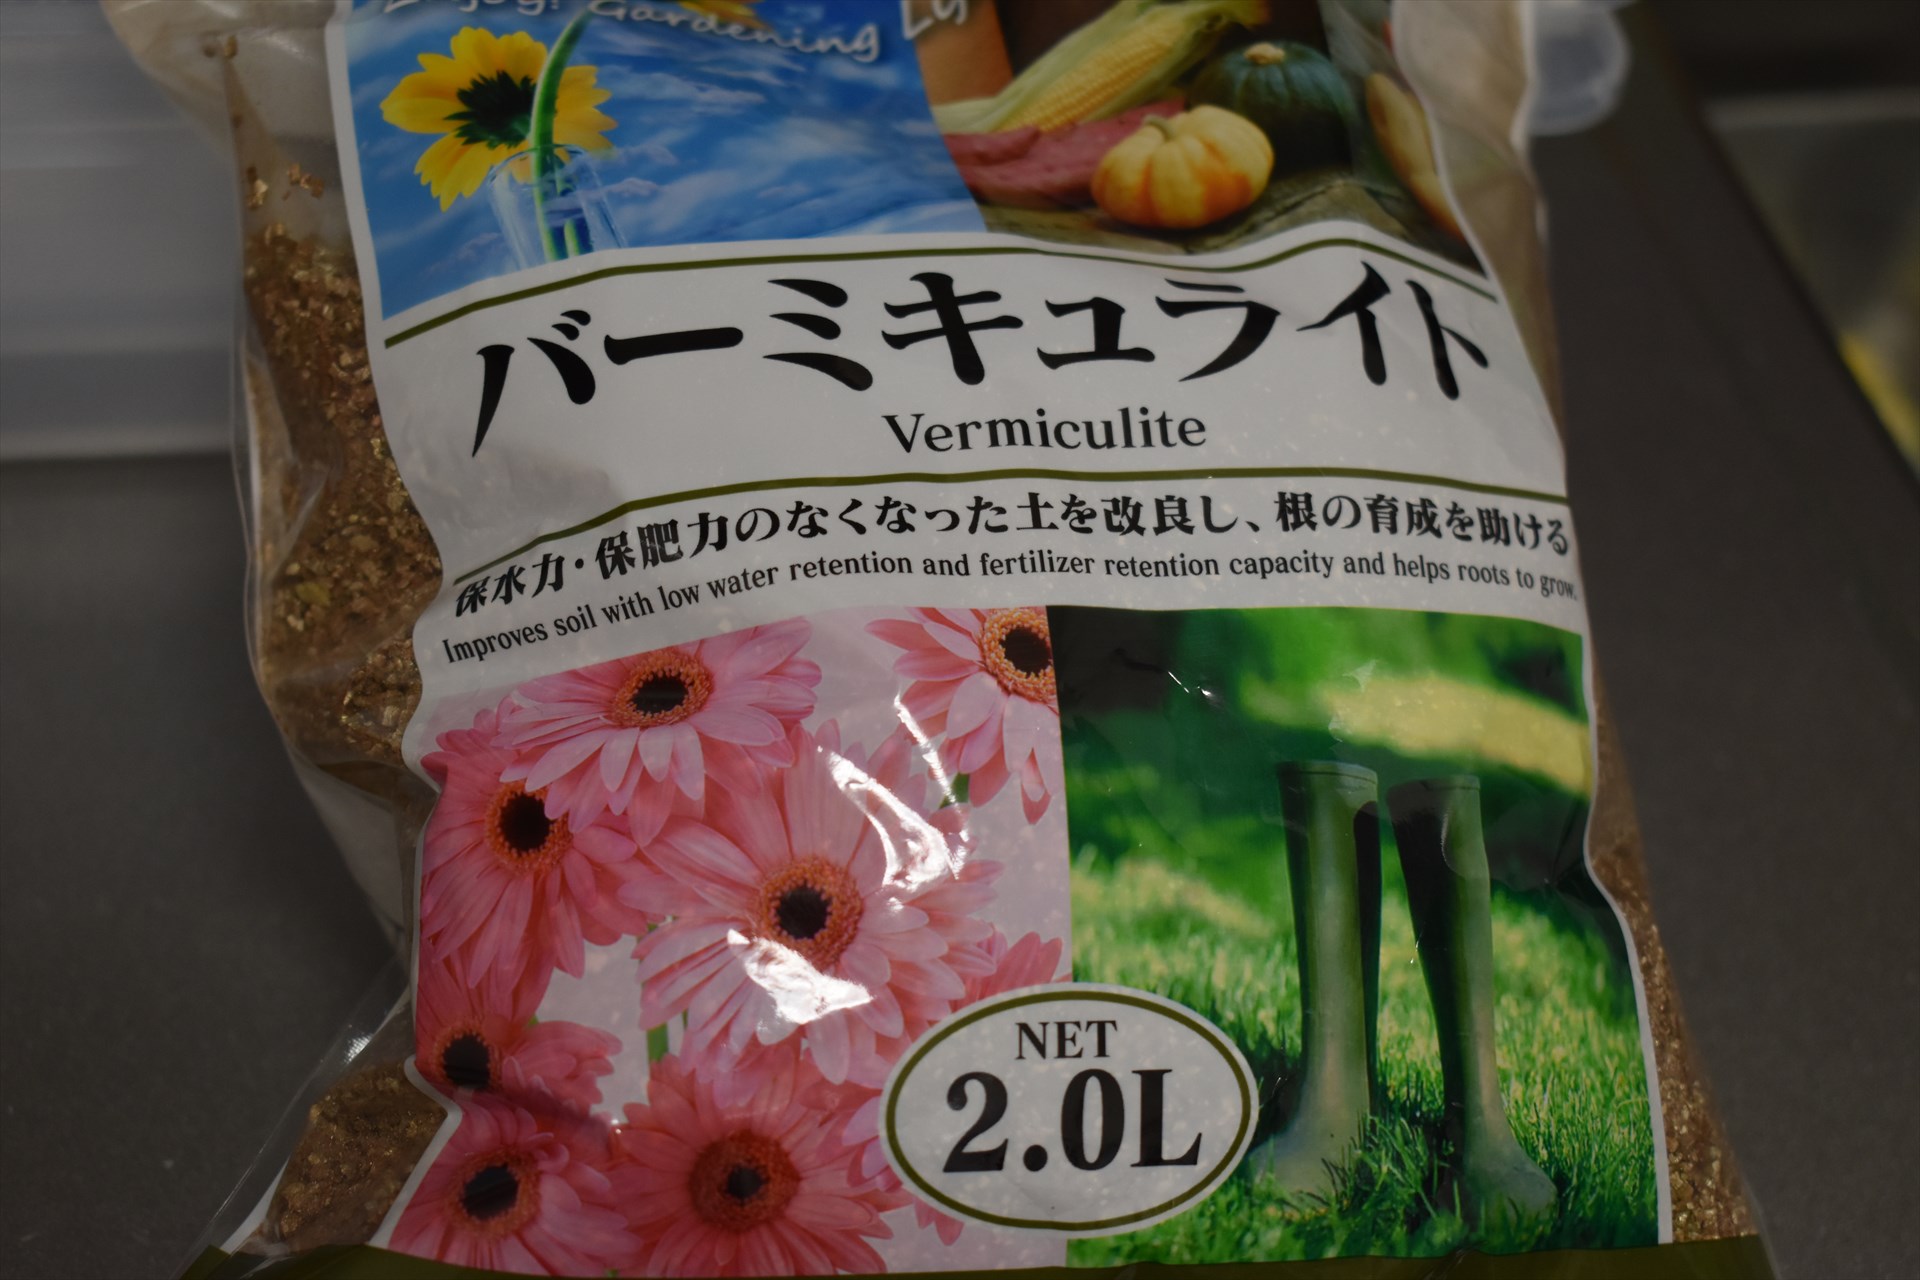 Enjoy! Gardening
バーミキュライト
Vermiculite
保水力・保肥力のなくなった土を改良し、根の育成を助ける
Improves soil with low water retention and fertilizer retention capacity and helps roots to grow.
NET
2.0L